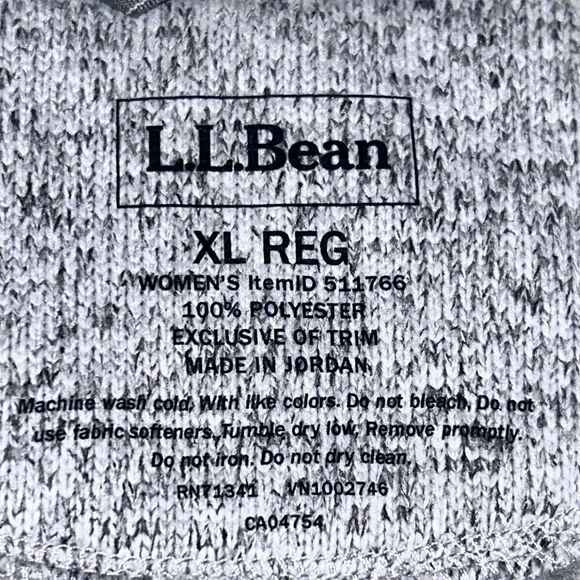 L.L.Bean
XL REG
WOMEN'S ItemID 511766
100% POLYESTER
EXCLUSIVE OF TRIM
MADE IN JORDAN
Machine wash cold, With like colors. Do not bleach, Do not
use fabric softeners, Tumble dry low, Remove promptly.
Do not iron. Do not dry clean.
RN71341 VN1002746
CA04754